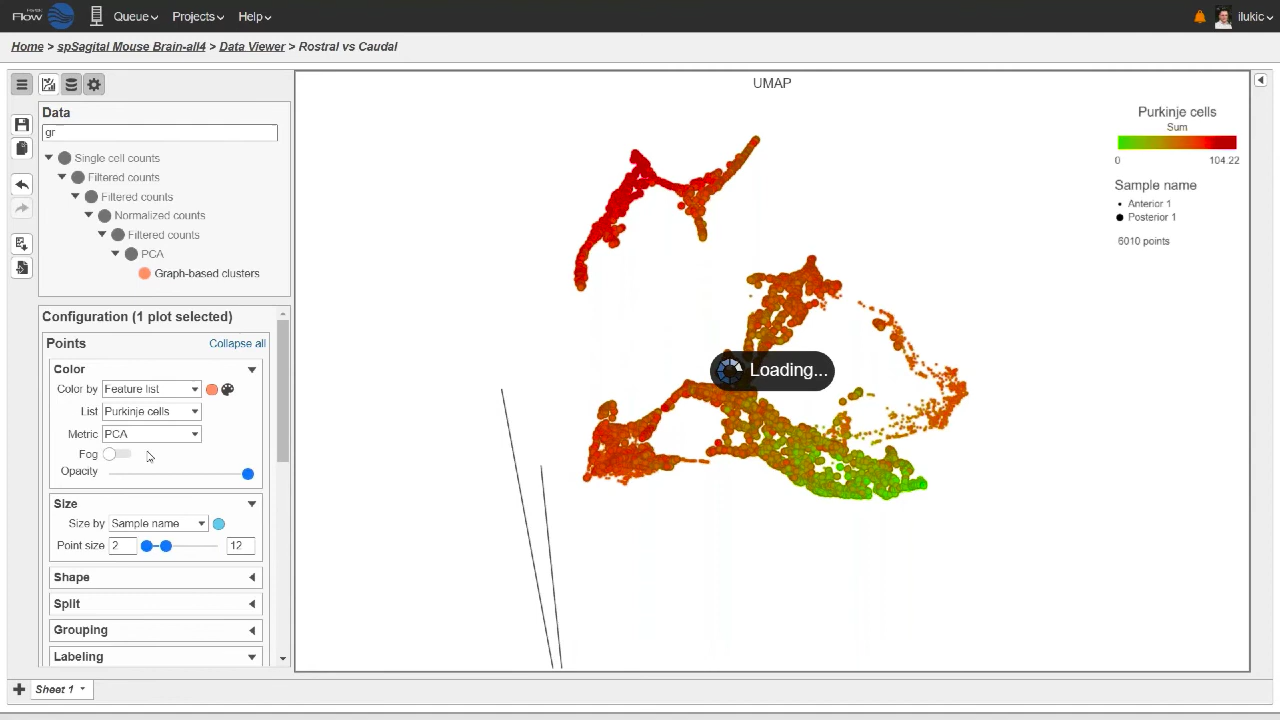 Flow Queue Projects Help ilukic
Home > spSagital Mouse Brain-all4 > Data Viewer > Rostral vs Caudal
Data
gr
Single cell counts
Filtered counts
Filtered counts
Normalized counts
Filtered counts
PCA
Graph-based clusters
Configuration (1 plot selected)
Points Collapse all
Color
Color by Feature list
List Purkinje cells
Metric PCA
Fog
Opacity
Size
Size by Sample name
Point size 2 12
Shape
Split
Grouping
Labeling
UMAP
Loading...
Purkinje cells
Sum
0 104.22
Sample name
Anterior 1
Posterior 1
6010 points
Sheet 1